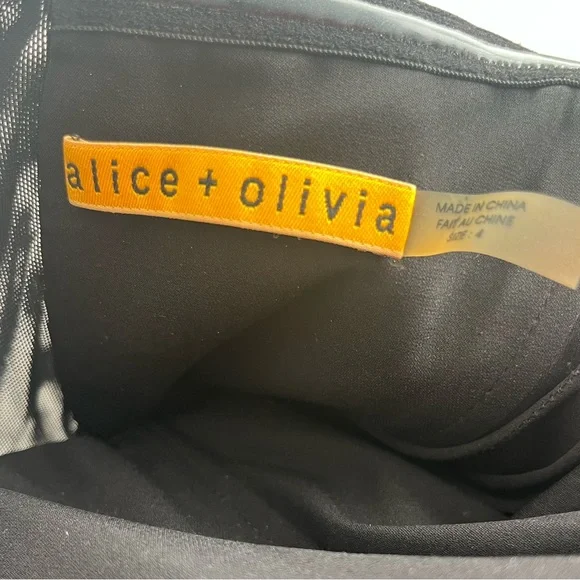 alice + olivia
MADE IN CHINA
FAIT AU CHINE
SIZE : 4